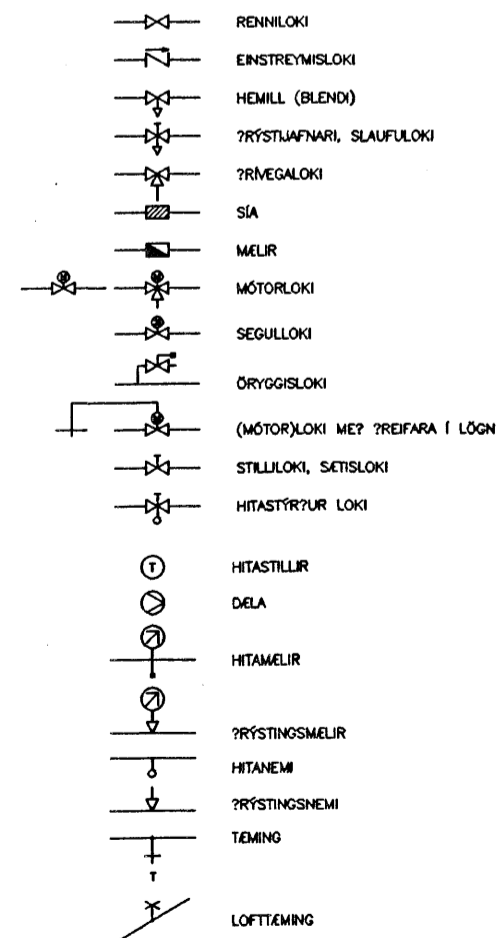 RENNILOKI
EINSTREYMISLOKI
HEMILL (BLENDI)
?RÝSTIJAFNARI, SLAUFULOKI
?RÍVEGALOKI
SÍA
MÆLIR
MÓTORLOKI
SEGULLOKI
ÖRYGGISLOKI
(MÓTOR)LOKI ME? ?REIFARA Í LÖGN
STILLILOKI, SÆTISLOKI
HITASTÝR?UR LOKI
T HITASTILLIR
DÆLA
HITAMÆLIR
?RÝSTINGSMÆLIR
HITANEMI
?RÝSTINGSNEMI
TÆMING
T
LOFTTÆMING